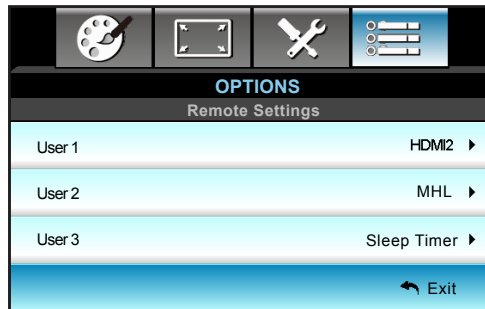 OPTIONS
Remote Settings
User 1 HDMI2
User 2 MHL
User 3 Sleep Timer
Exit